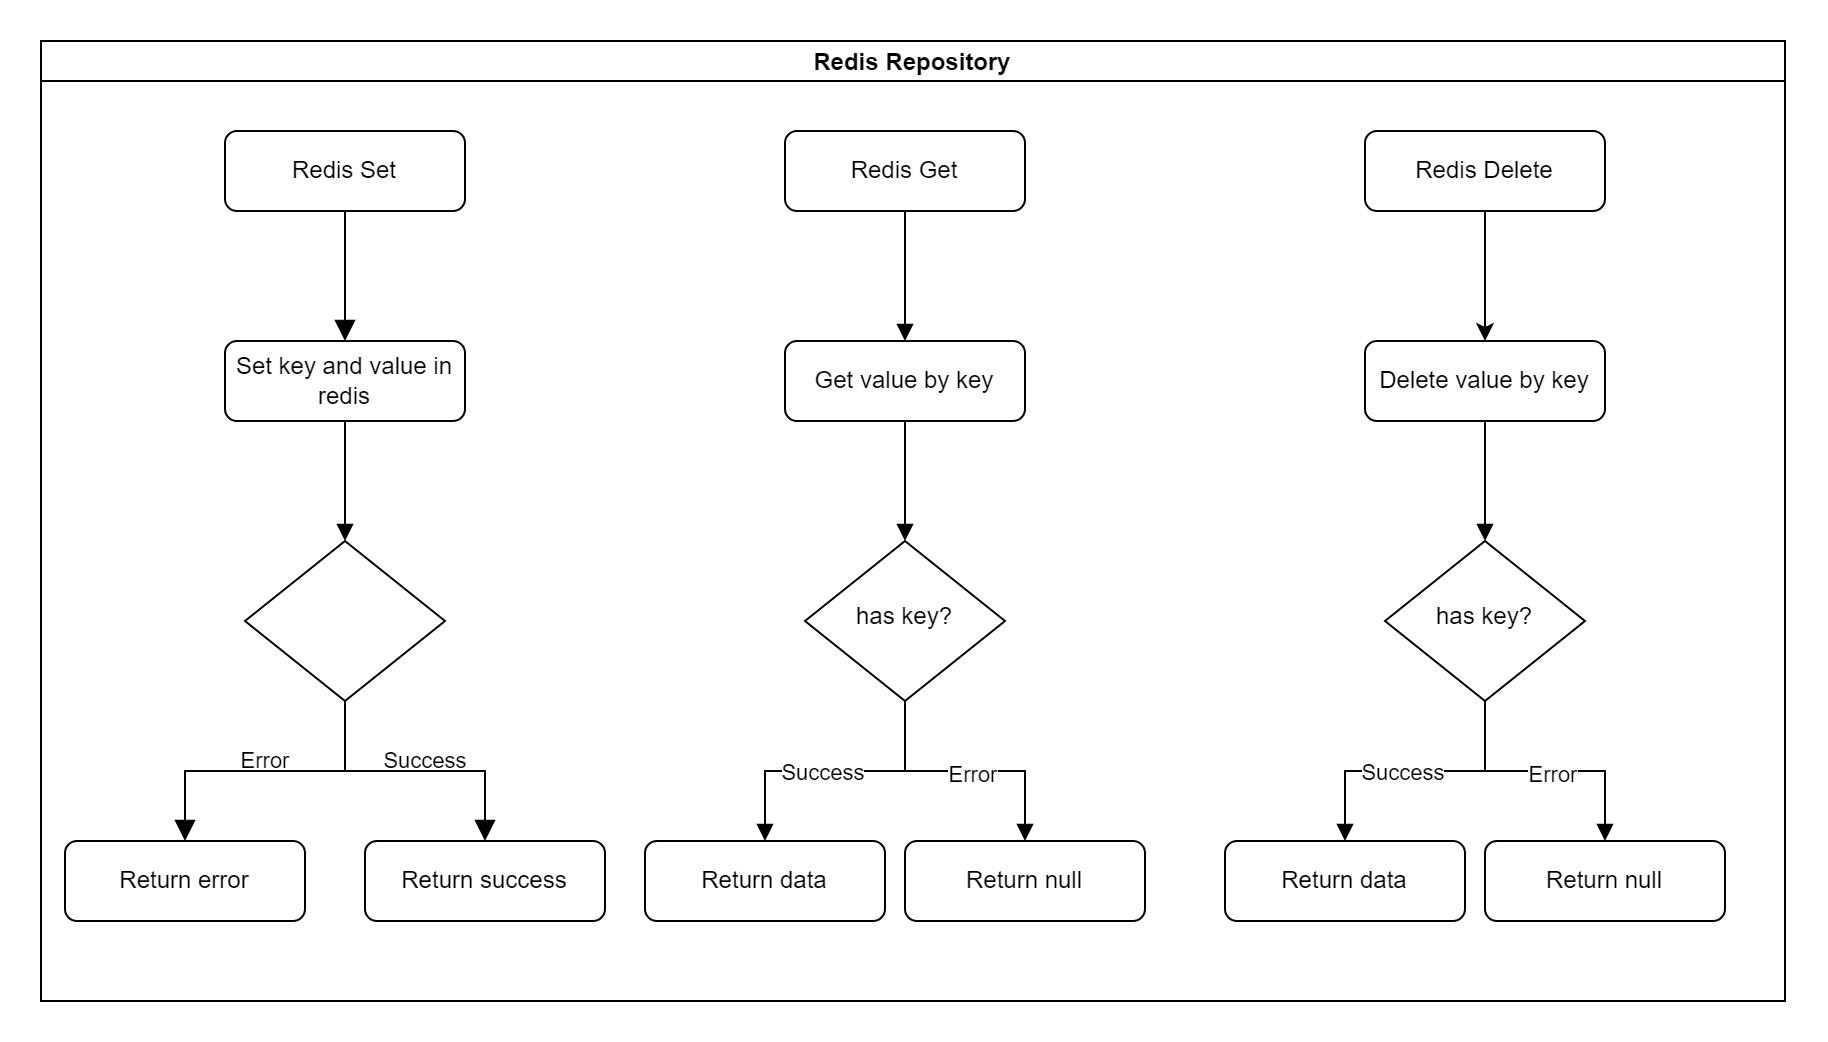 Redis Repository
Redis Set
Redis Get
Redis Delete
Set key and value in
redis
Get value by key
Delete value by key
has key?
has key?
Error
Success
Success
Error
Success
Error
Return error
Return success
Return data
Return null
Return data
Return null